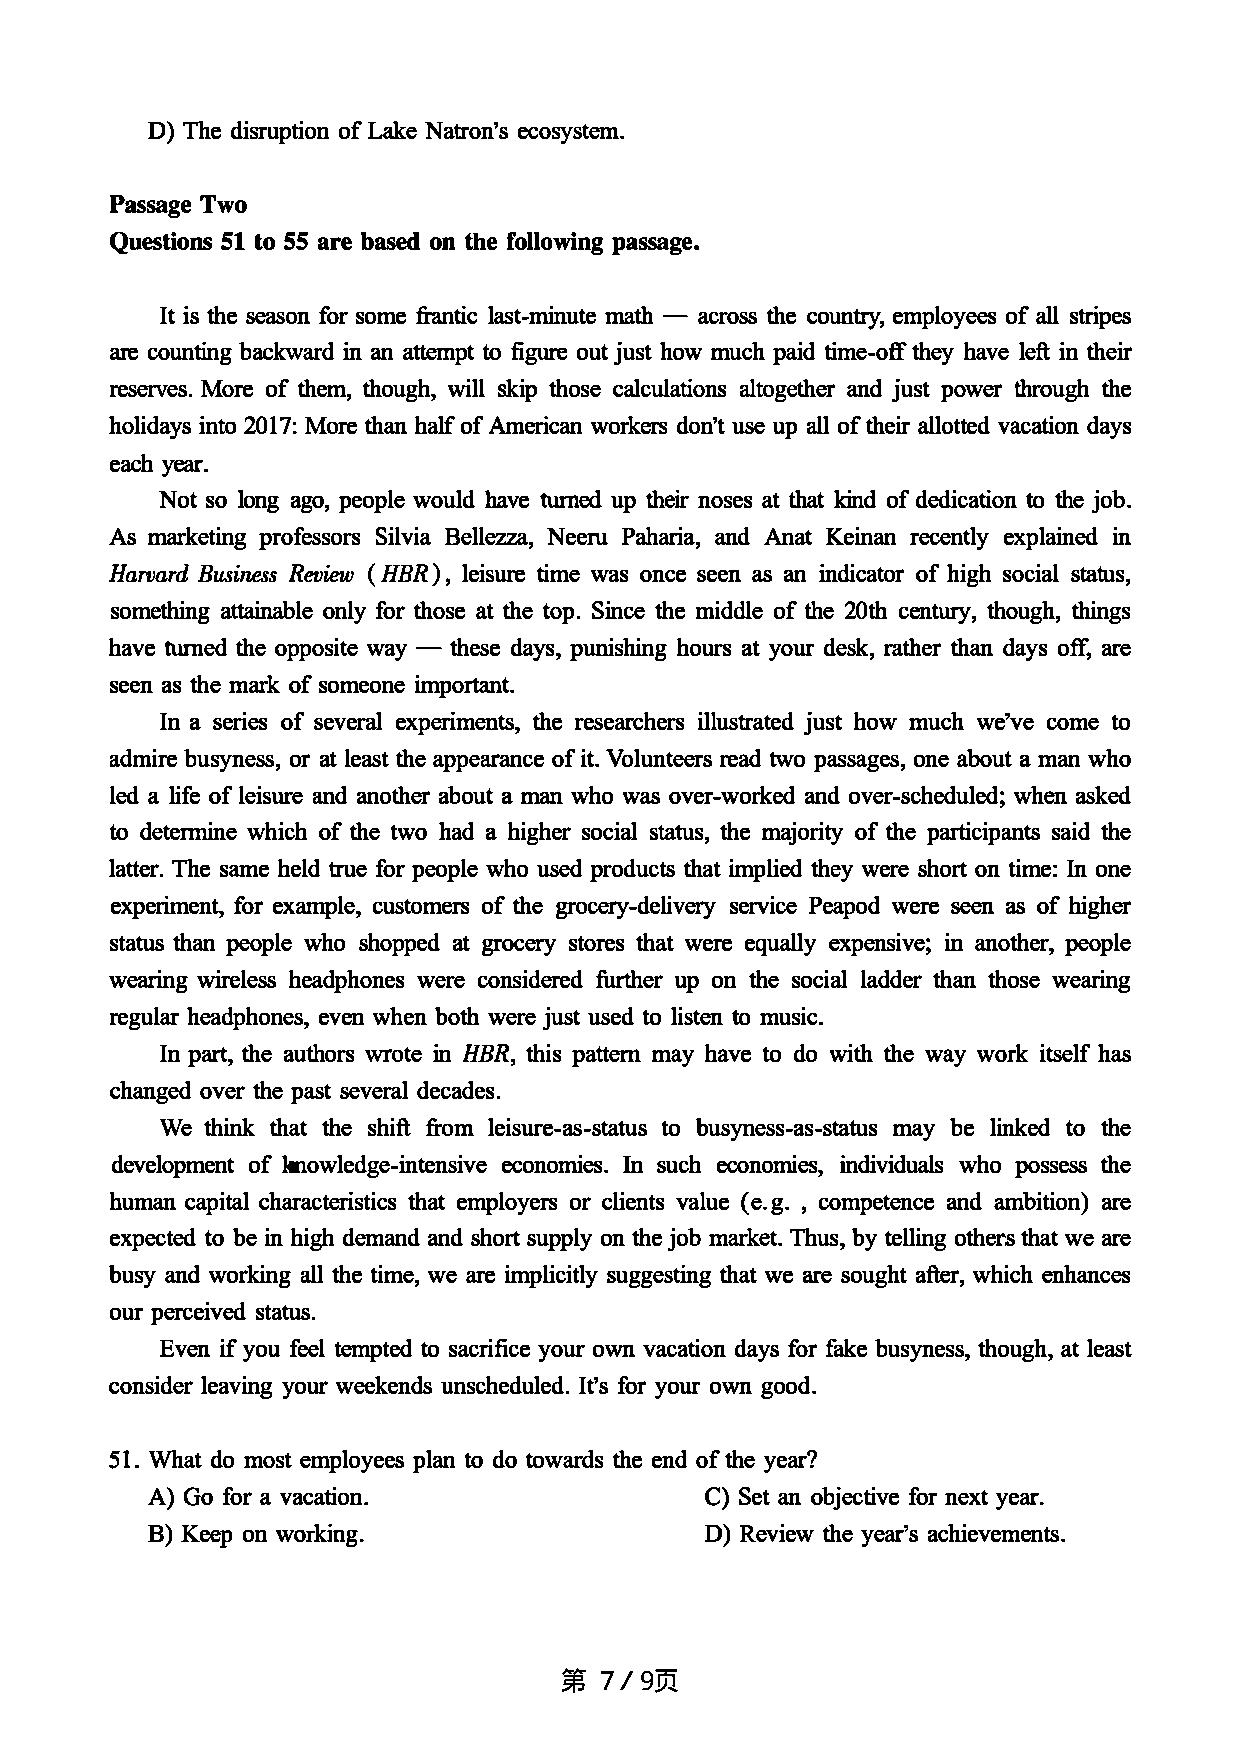 D) The disruption of Lake Natron's ecosystem.
Passage Two
Questions 51 to 55 are based on the following passage.
It is the season for some frantic last-minute math — across the country, employees of all stripes
are counting backward in an attempt to figure out just how much paid time-off they have left in their
reserves. More of them, though, will skip those calculations altogether and just power through the
holidays into 2017: More than half of American workers don't use up all of their allotted vacation days
each year.
Not so long ago, people would have turned up their noses at that kind of dedication to the job.
As marketing professors Silvia Bellezza, Neeru Paharia, and Anat Keinan recently explained in
Harvard Business Review (HBR), leisure time was once seen as an indicator of high social status,
something attainable only for those at the top. Since the middle of the 20th century, though, things
have turned the opposite way — these days, punishing hours at your desk, rather than days off, are
seen as the mark of someone important.
In a series of several experiments, the researchers illustrated just how much we've come to
admire busyness, or at least the appearance of it. Volunteers read two passages, one about a man who
led a life of leisure and another about a man who was over-worked and over-scheduled; when asked
to determine which of the two had a higher social status, the majority of the participants said the
latter. The same held true for people who used products that implied they were short on time: In one
experiment, for example, customers of the grocery-delivery service Peapod were seen as of higher
status than people who shopped at grocery stores that were equally expensive; in another, people
wearing wireless headphones were considered further up on the social ladder than those wearing
regular headphones, even when both were just used to listen to music.
In part, the authors wrote in HBR, this pattern may have to do with the way work itself has
changed over the past several decades.
We think that the shift from leisure-as-status to busyness-as-status may be linked to the
development of knowledge-intensive economies. In such economies, individuals who possess the
human capital characteristics that employers or clients value (e.g. , competence and ambition) are
expected to be in high demand and short supply on the job market. Thus, by telling others that we are
busy and working all the time, we are implicitly suggesting that we are sought after, which enhances
our perceived status.
Even if you feel tempted to sacrifice your own vacation days for fake busyness, though, at least
consider leaving your weekends unscheduled. It's for your own good.
51. What do most employees plan to do towards the end of the year?
A) Go for a vacation. C) Set an objective for next year.
B) Keep on working. D) Review the year's achievements.
第 7 / 9页